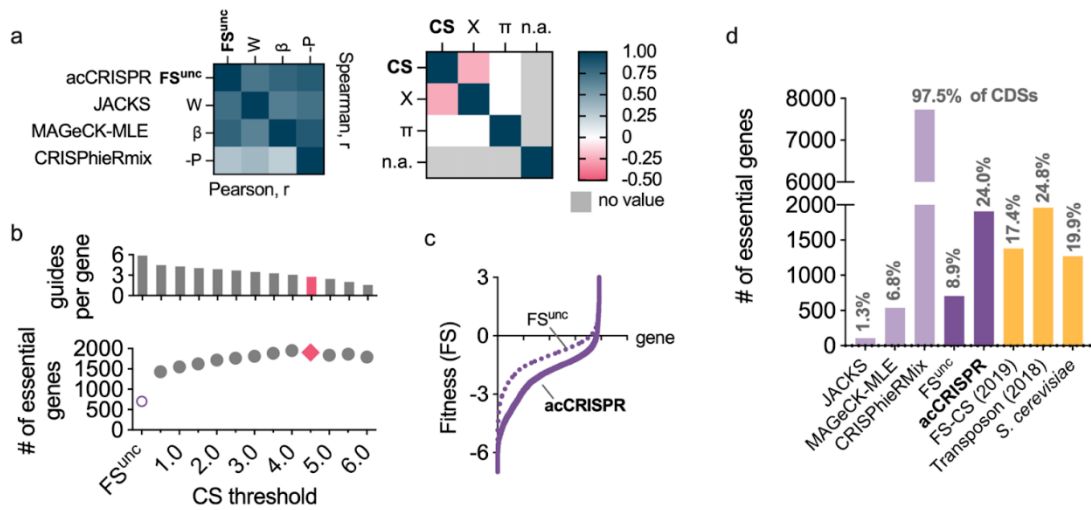 a
FS^unc
W
β
-P
acCRISPR FS^unc
JACKS W
MAGeCK-MLE β
CRISPhieRmix -P
Spearman, r
Pearson, r
CS X π n.a.
CS
X
π
n.a.
1.00
0.75
0.50
0.25
0
-0.25
-0.50
no value
b
guides per gene
6
3
0
# of essential genes
2000
1500
1000
500
0
FS^unc 1.0 2.0 3.0 4.0 5.0 6.0
CS threshold
c
Fitness (FS)
3
0
-3
-6
FS^unc
gene
acCRISPR
d
# of essential genes
8000
7000
6000
2000
1500
1000
500
0
97.5% of CDSs
1.3%
6.8%
8.9%
24.0%
17.4%
24.8%
19.9%
JACKS
MAGeCK-MLE
CRISPhieRMix
FS^unc
acCRISPR
FS-CS (2019)
Transposon (2018)
S. cerevisiae